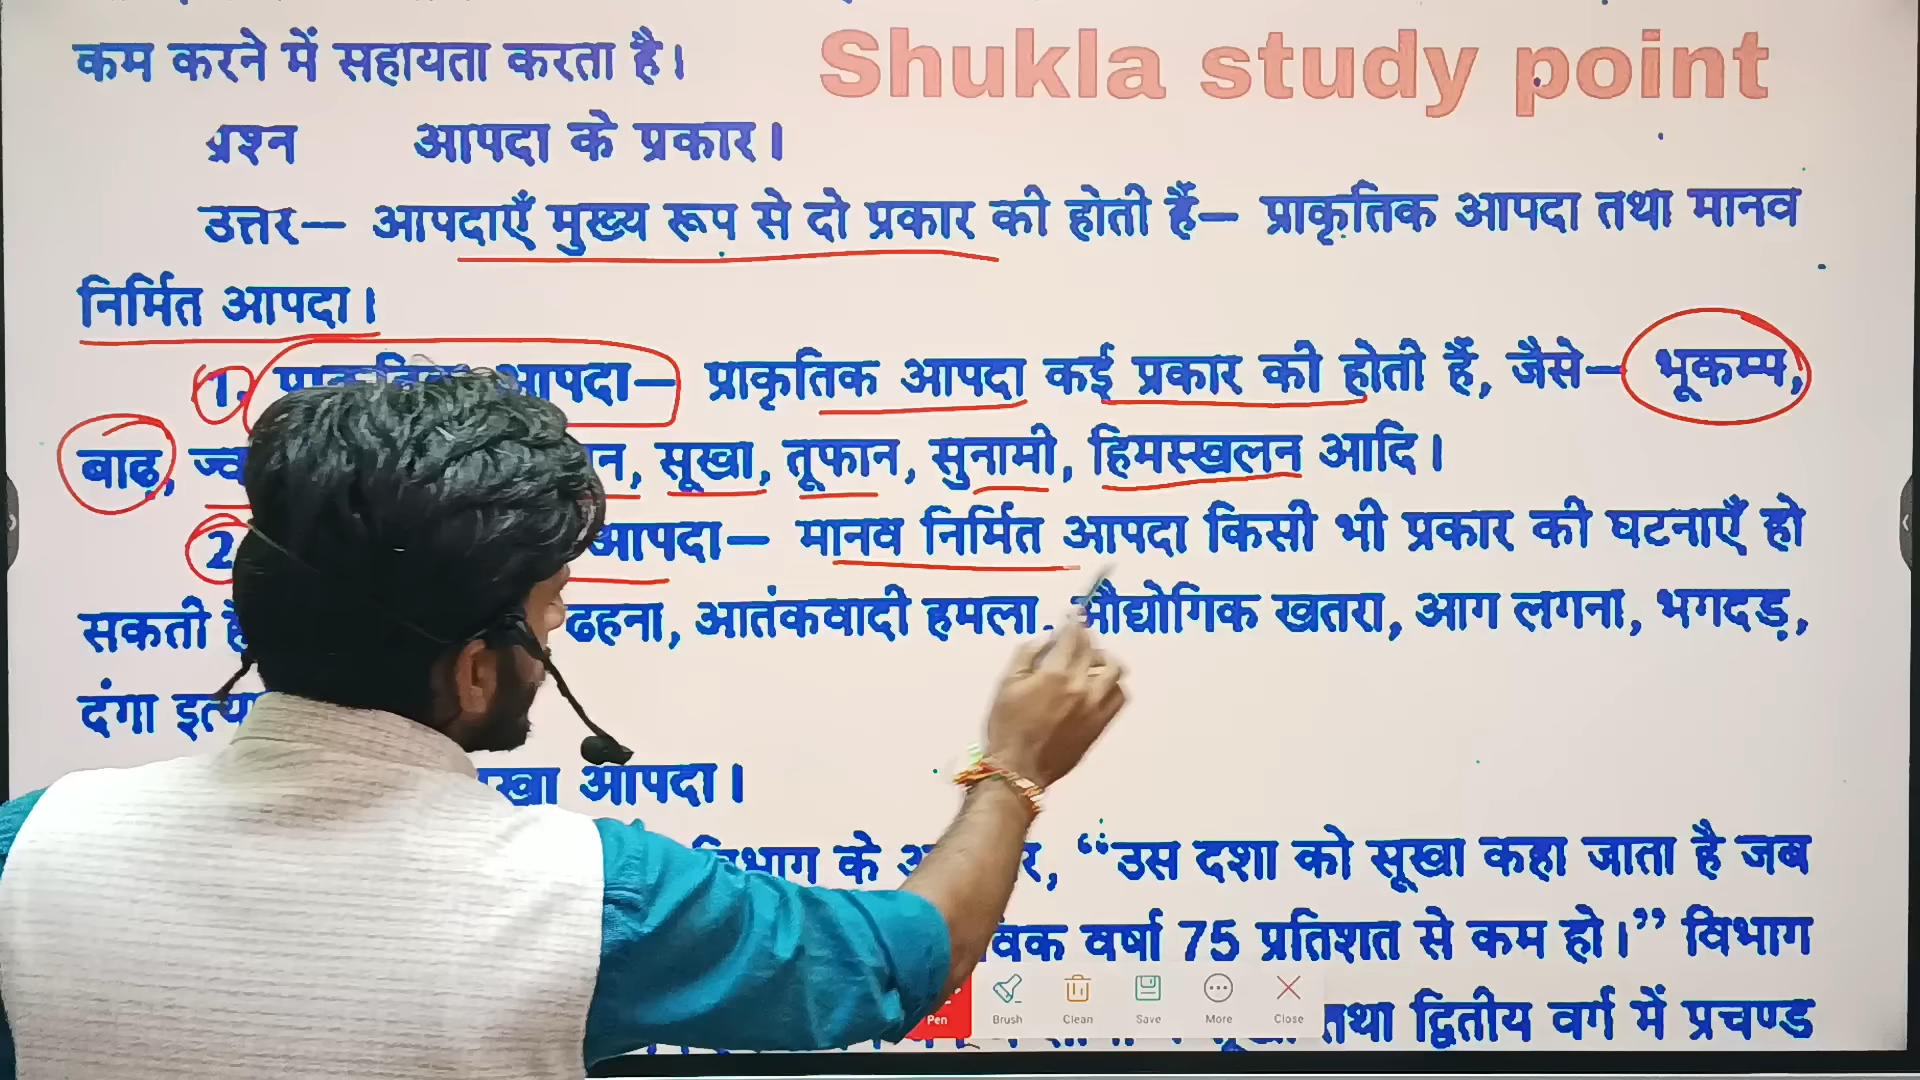 कम करने में सहायता करता है।
Shukla study point
प्रश्न आपदा के प्रकार।
उत्तर— आपदाएँ मुख्य रूप से दो प्रकार की होती हैं— प्राकृतिक आपदा तथा मानव
निर्मित आपदा।
1. प्राकृतिक आपदा— प्राकृतिक आपदा कई प्रकार की होती हैं, जैसे— भूकम्प,
बाढ़, सूखा, तूफान, सुनामी, हिमस्खलन आदि।
2 आपदा— मानव निर्मित आपदा किसी भी प्रकार की घटनाएँ हो
सकती ढहना, आतंकवादी हमला, औद्योगिक खतरा, आग लगना, भगदड़,
दंगा
सूखा आपदा।
विभाग के “उस दशा को सूखा कहा जाता है जब
वर्षा 75 प्रतिशत से कम हो।” विभाग
तथा द्वितीय वर्ग में प्रचण्ड
Pen Brush Clean Save More Close